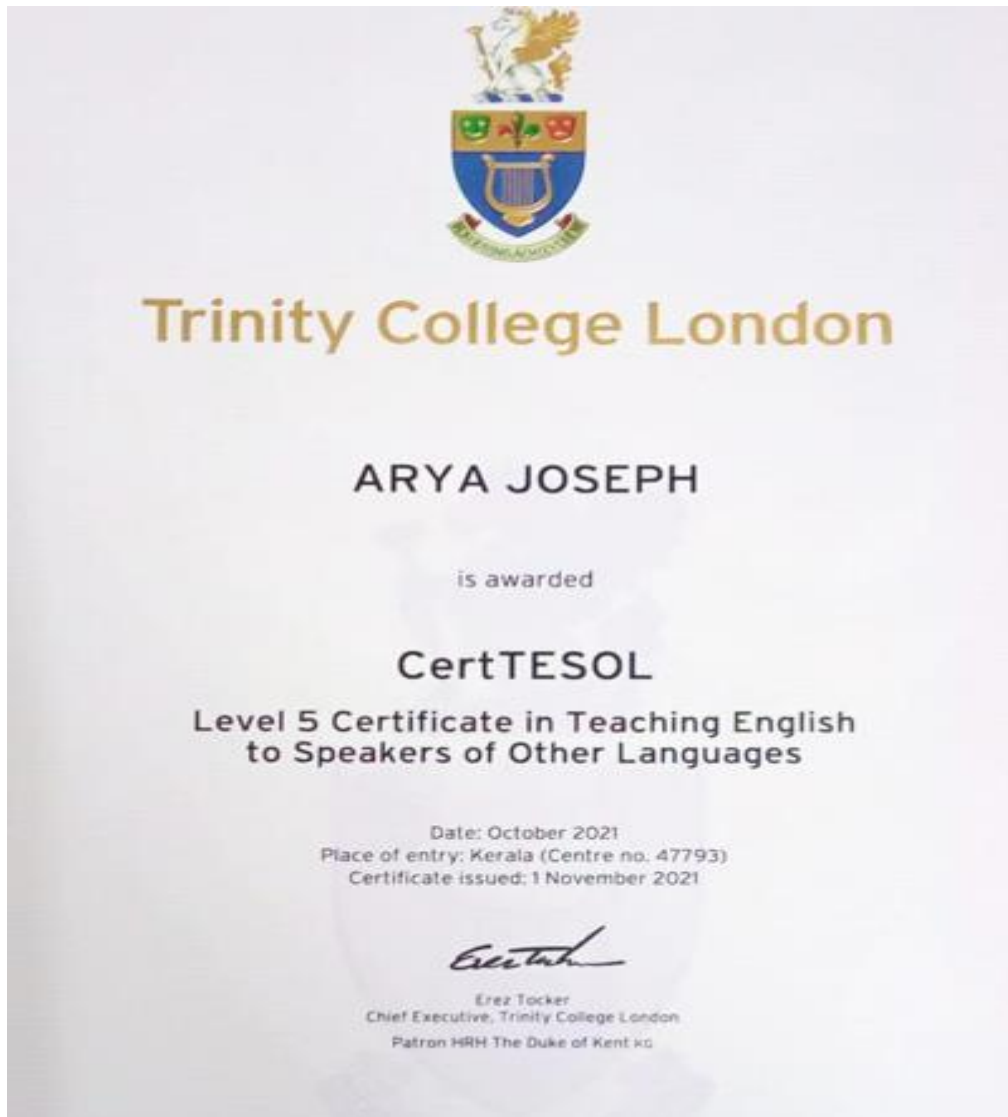 Trinity College London
ARYA JOSEPH
is awarded
CertTESOL
Level 5 Certificate in Teaching English
to Speakers of Other Languages
Date: October 2021
Place of entry: Kerala (Centre no. 47793)
Certificate issued: 1 November 2021
Erez Tocker
Chief Executive, Trinity College London
Patron HRH The Duke of Kent KG